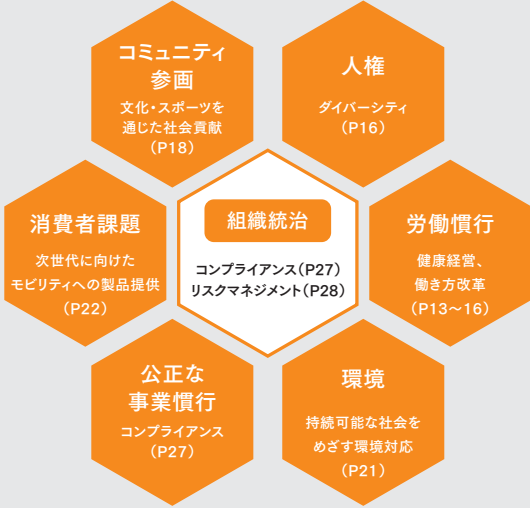 コミュニティ
参画
文化・スポーツを
通じた社会貢献
（P18）
人権
ダイバーシティ
（P16）
消費者課題
次世代に向けた
モビリティへの製品提供
（P22）
組織統治
コンプライアンス（P27）
リスクマネジメント（P28）
労働慣行
健康経営、
働き方改革
（P13〜16）
公正な
事業慣行
コンプライアンス
（P27）
環境
持続可能な社会を
めざす環境対応
（P21）